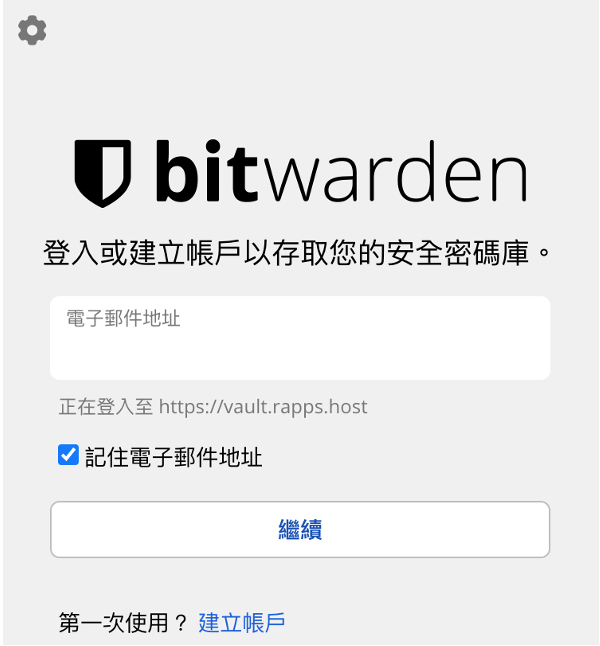 bitwarden
登入或建立帳戶以存取您的安全密碼庫。
電子郵件地址
正在登入至 https://vault.rapps.host
記住電子郵件地址
繼續
第一次使用？ 建立帳戶